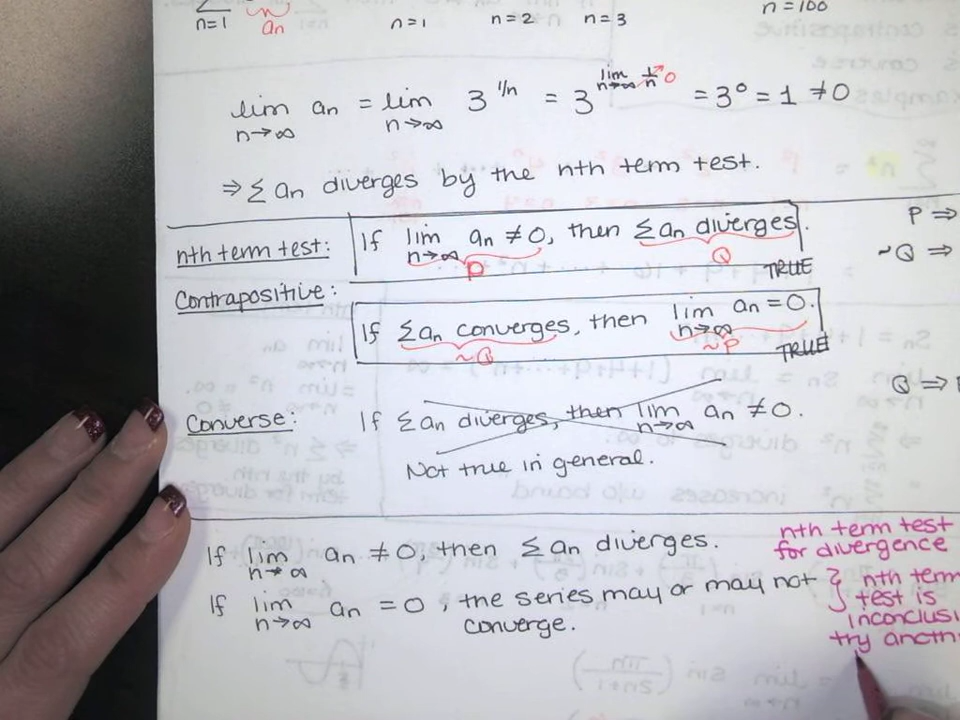 n=1 an n=1 n=2 n=3 n=100
lim n→∞ an = lim n→∞ 3^1/n = 3^lim n→∞ 1/n →0 = 3^0 = 1 ≠ 0
⇒ Σ an diverges by the nth term test.
nth term test: If lim n→∞ an ≠ 0, then Σ an diverges. P ⇒
P Q TRUE ~Q ⇒
Contrapositive: If Σ an converges, then lim n→∞ an = 0.
~Q ~P TRUE
Q ⇒
Converse: If Σ an diverges, then lim n→∞ an ≠ 0.
Not true in general.
If lim n→∞ an ≠ 0, then Σ an diverges. nth term test
for divergence
If lim n→∞ an = 0, the series may or may not } nth term
converge. test is
try